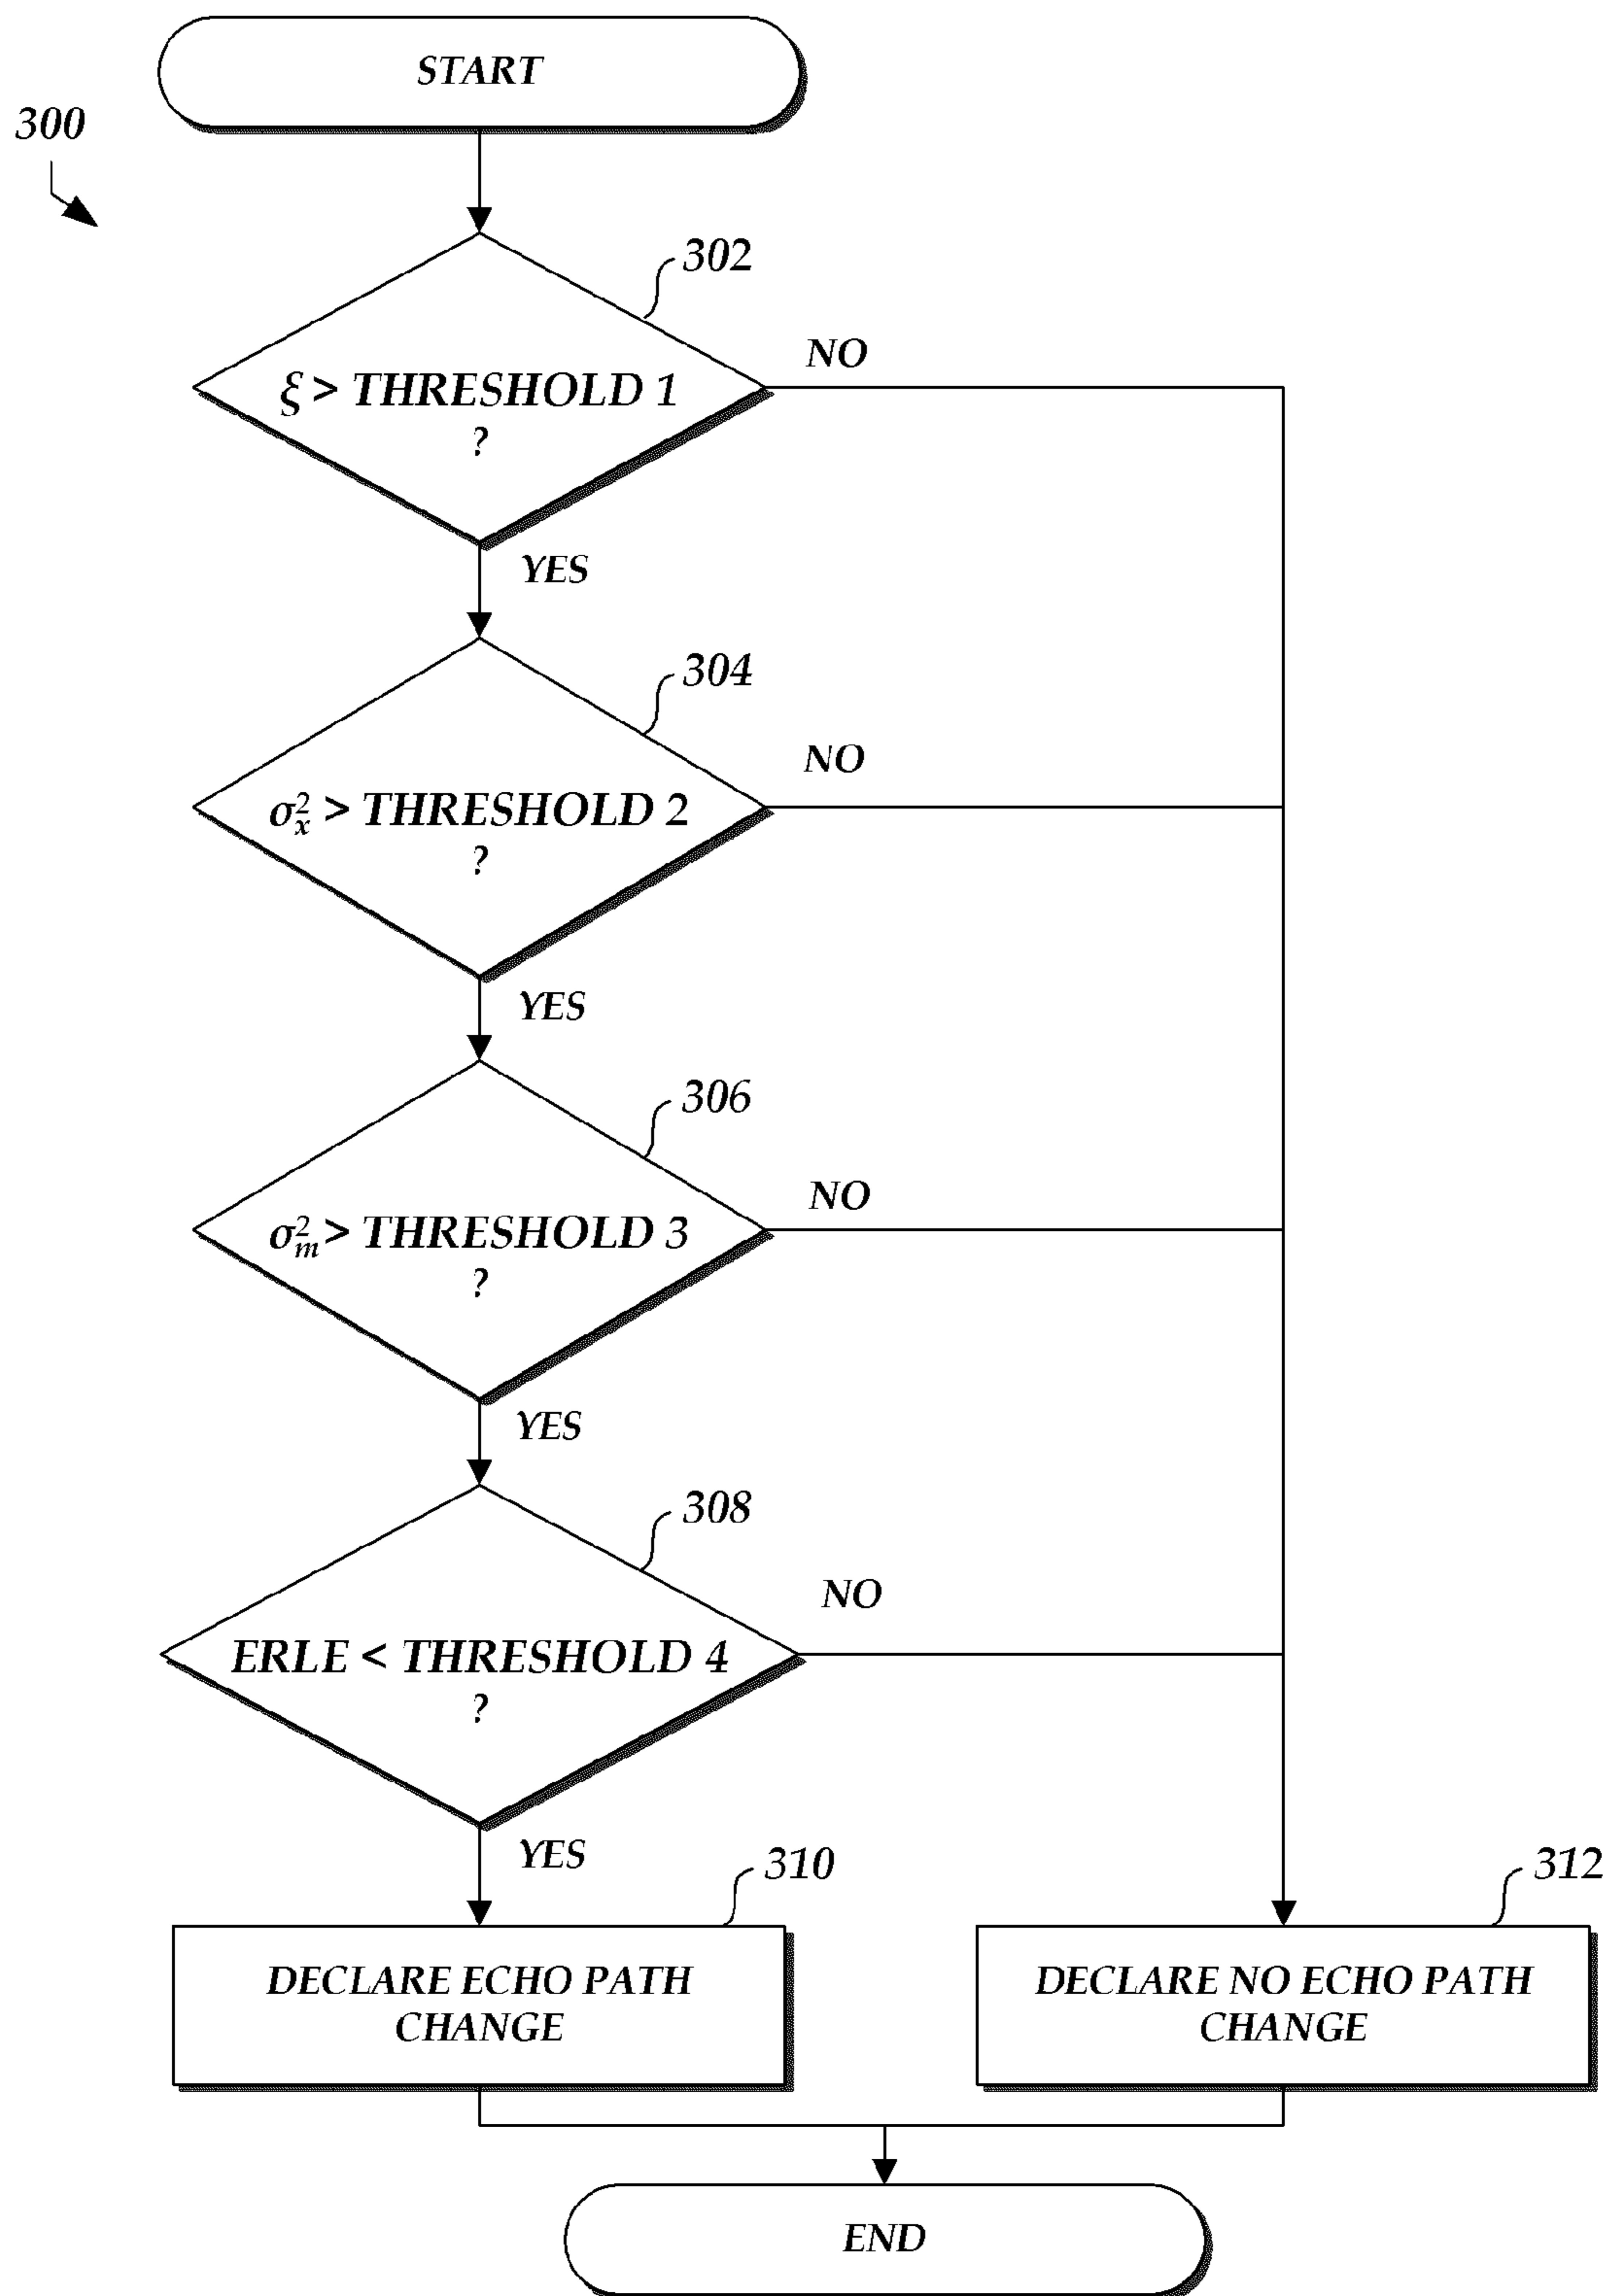 START
300
302
NO
ξ > THRESHOLD 1
?
YES
304
NO
σ²ₓ > THRESHOLD 2
?
YES
306
NO
σ²ₘ > THRESHOLD 3
?
YES
308
NO
ERLE < THRESHOLD 4
?
YES
310
312
DECLARE ECHO PATH
CHANGE
DECLARE NO ECHO PATH
CHANGE
END